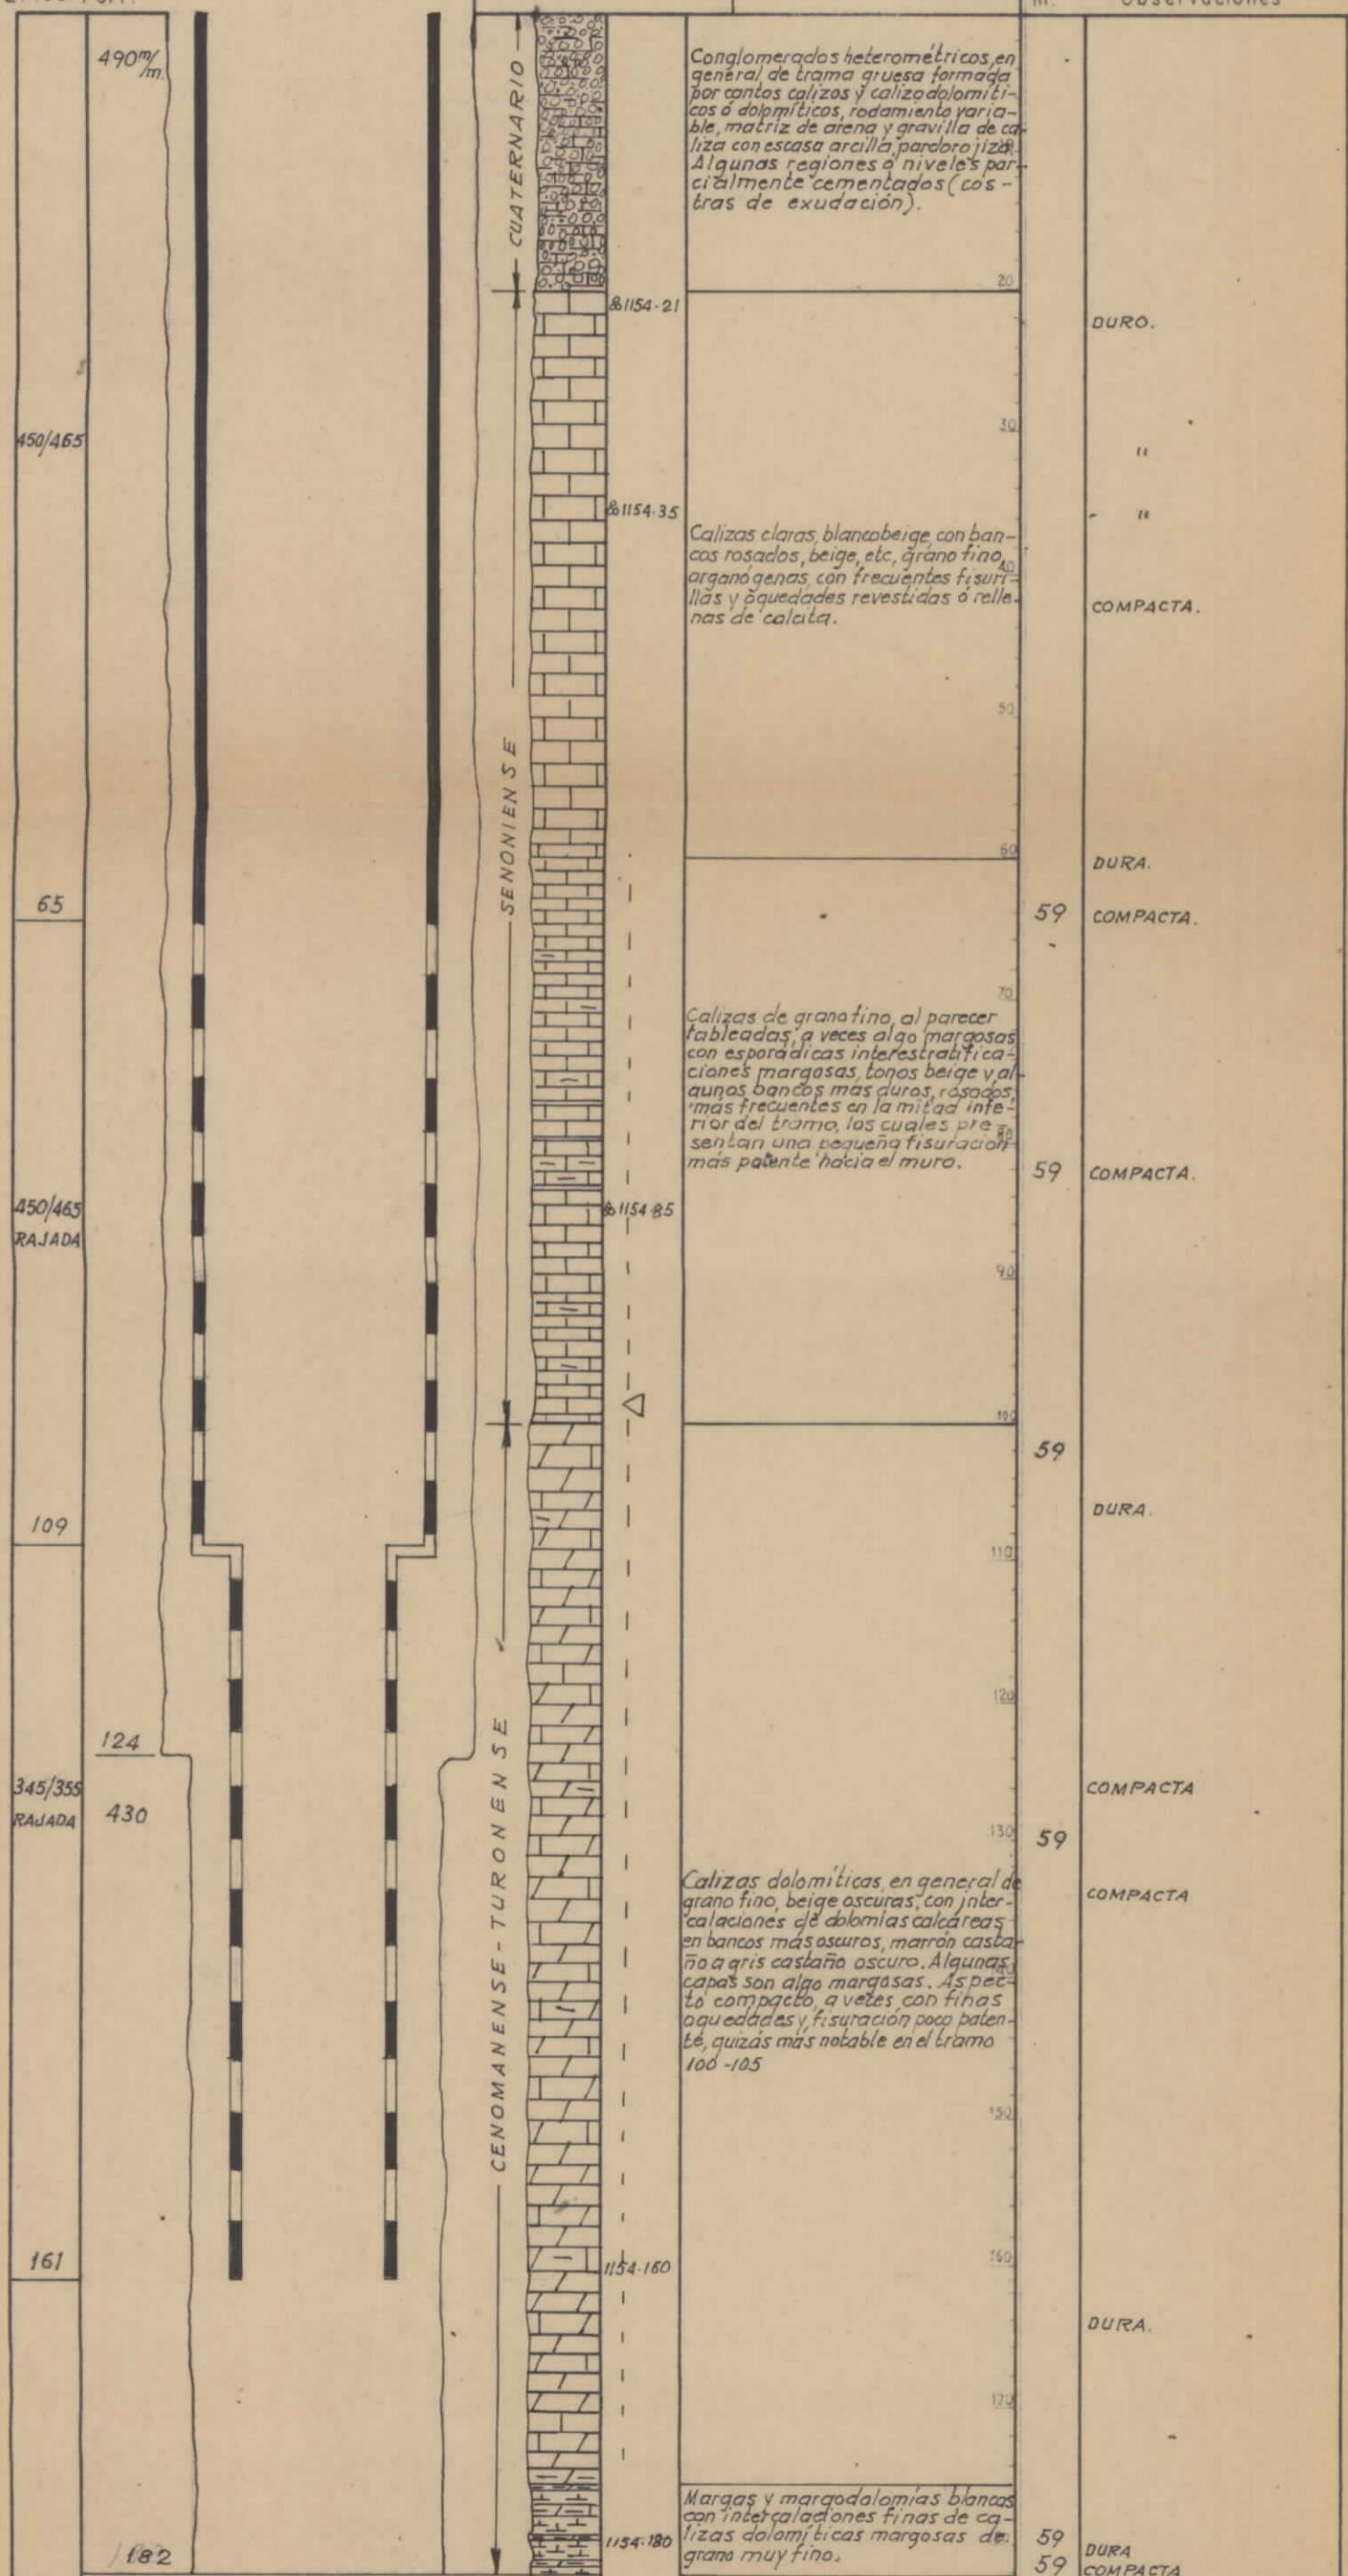 m.
Observaciones
490 m/m.
450/465
65
450/465
RAJADA
109
124
345/355
RAJADA
430
161
182
CUATERNARIO
SENONIENSE
CENOMANENSE-TURONENSE
1154-21
1154-35
1154-85
1154-160
1154-180
Conglomerados heterométricos, en
general de trama gruesa formada
por cantos calizos y calizodolomíti-
cos ó dolomíticos, rodamiento varia-
ble, matriz de arena y gravilla de ca-
liza con escasa arcilla pardorojiza.
Algunas regiones ó niveles par-
cialmente cementados (cos-
tras de exudación).
20
30
Calizas claras, blancobeige, con ban-
cos rosados, beige, etc, grano fino,
40
organógenas, con frecuentes fisuri-
llas y oquedades revestidas ó relle-
nas de calcita.
50
60
70
Calizas de grano fino, al parecer
tableadas, a veces algo margosas
con esporádicas interestratifica-
ciones margosas, tonos beige y al-
gunos bancos más duros, rosados,
más frecuentes en la mitad infe-
rior del tramo, los cuales pre-
80
sentan una pequeña fisuración
más patente hacia el muro.
90
100
110
120
130
Calizas dolomíticas, en general de
grano fino, beige oscuras, con inter-
calaciones de dolomías calcáreas
en bancos más oscuros, marrón casta-
ño a gris castaño oscuro. Algunas
capas son algo margosas. Aspec-
to compacto, a veces con finas
oquedades y fisuración poco paten-
te, quizás más notable en el tramo
100-105
150
160
170
Margas y margodolomías blancas
con intercalaciones finas de ca-
lizas dolomíticas margosas de
grano muy fino.
DURO.
"
"
COMPACTA.
DURA.
59 COMPACTA.
59 COMPACTA.
59
DURA.
COMPACTA
59
COMPACTA
DURA.
59 DURA
59 COMPACTA